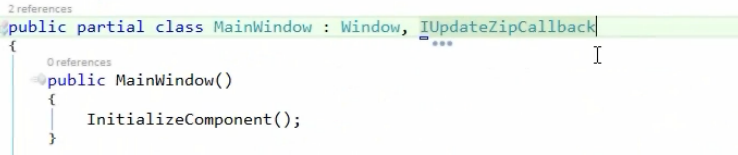 2 references
public partial class MainWindow : Window, IUpdateZipCallback
{
0 references
public MainWindow()
{
InitializeComponent();
}